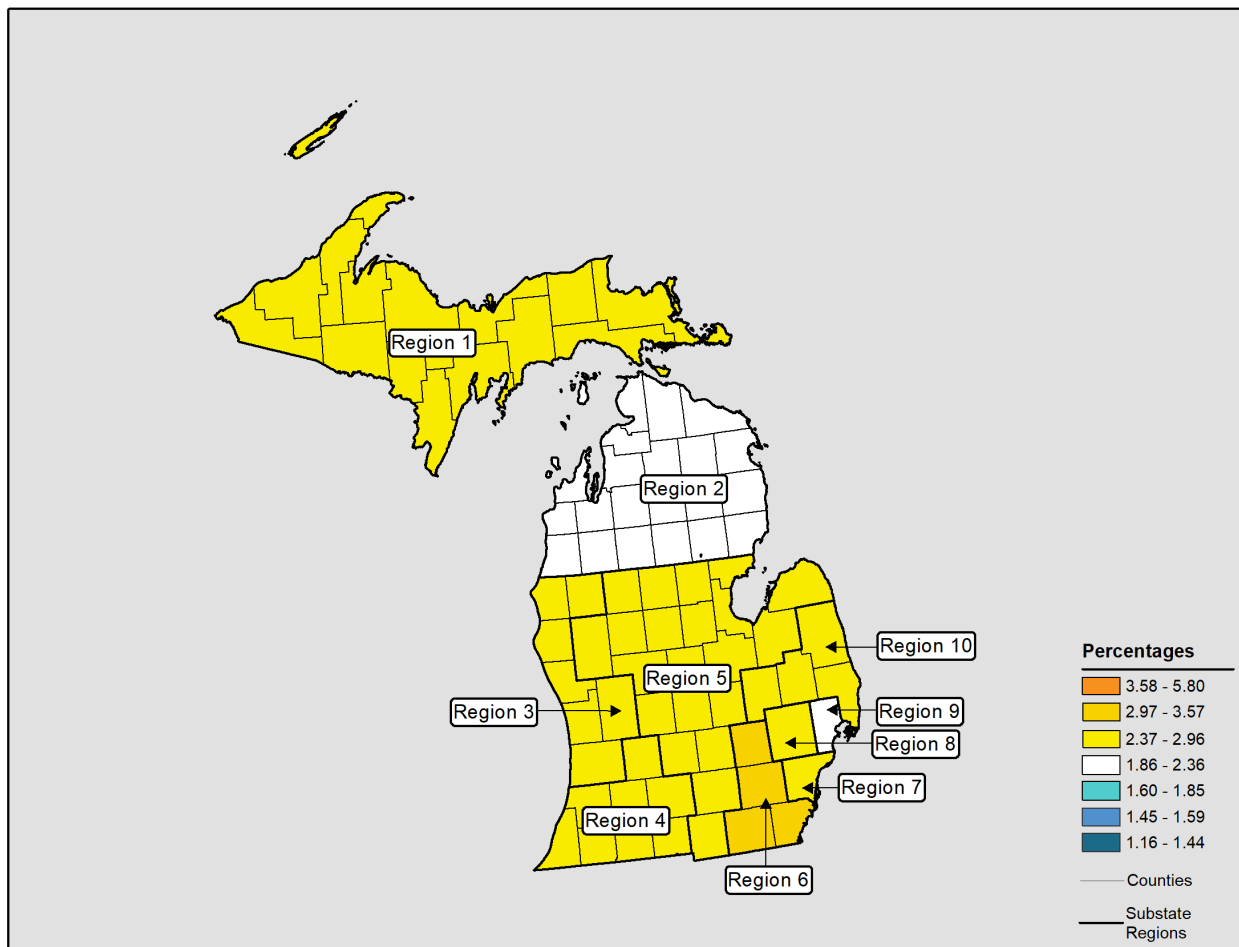 Region 1
Region 2
Region 10
Region 5
Region 3
Region 9
Region 8
Region 7
Region 4
Region 6
Percentages
3.58 - 5.80
2.97 - 3.57
2.37 - 2.96
1.86 - 2.36
1.60 - 1.85
1.45 - 1.59
1.16 - 1.44
Counties
Substate
Regions